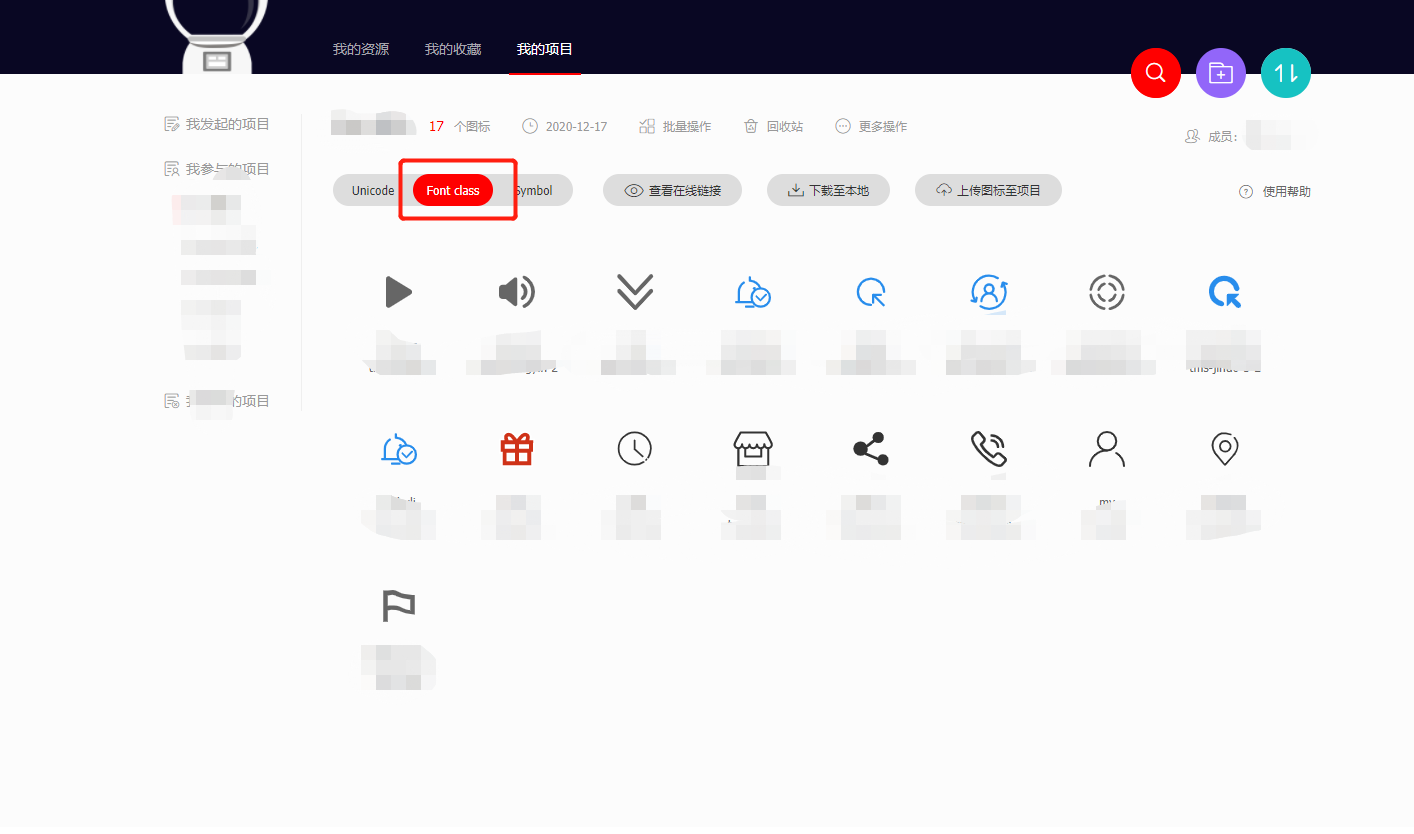 我的资源 我的收藏 我的项目
我发起的项目
17 个图标 2020-12-17 批量操作 回收站 更多操作
成员:
我参与的项目
Unicode Font class Symbol 查看在线链接 下载至本地 上传图标至项目 使用帮助
的项目
my